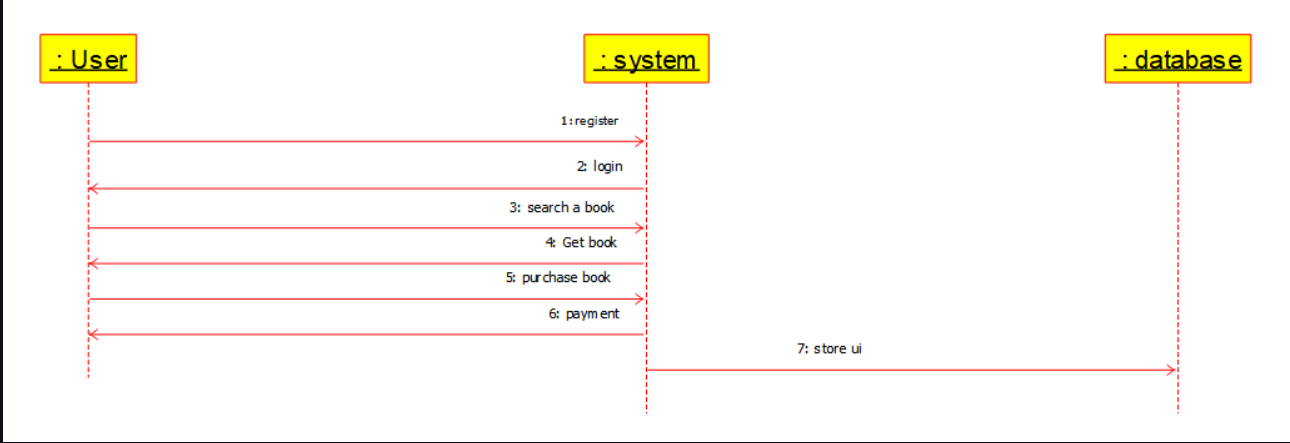 : User
: system
: database
1:register
2: login
3: search a book
4: Get book
5: purchase book
6: payment
7: store ui